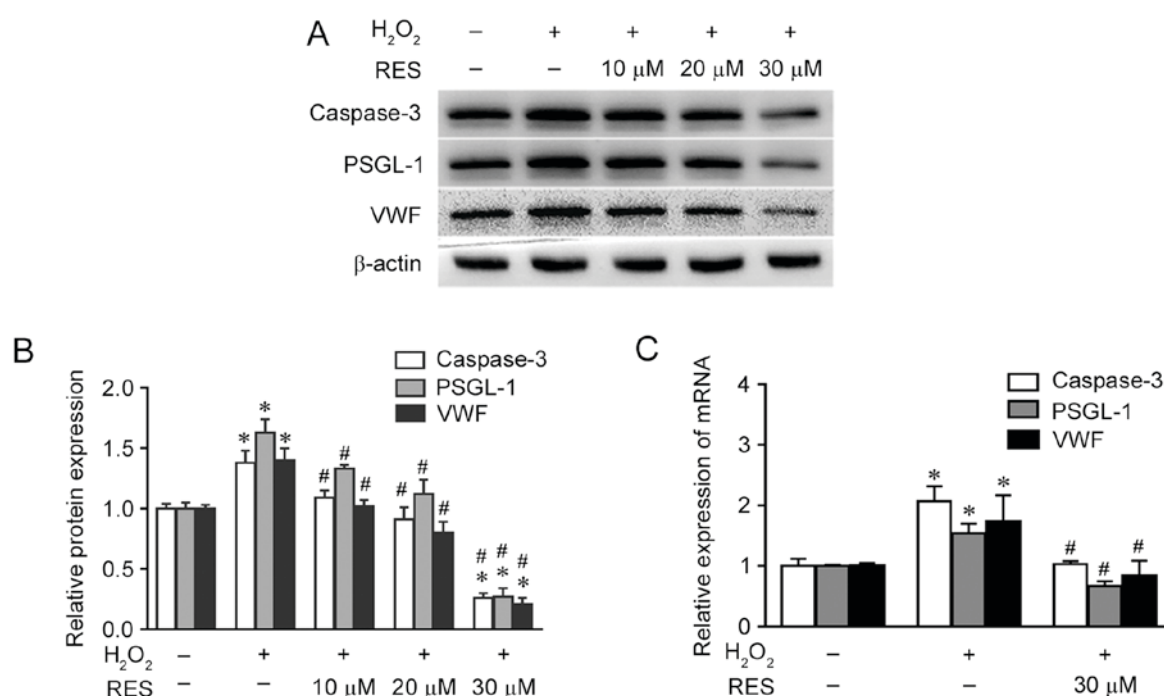 A
H₂O₂ – + + + +
RES – – 10 μM 20 μM 30 μM
Caspase-3
PSGL-1
VWF
β-actin
B
Relative protein expression
2.0
1.5
1.0
0.5
0.0
Caspase-3
PSGL-1
VWF
* * *
# # #
# # #
# # #
* * *
H₂O₂ – + + + +
RES – – 10 μM 20 μM 30 μM
C
Relative expression of mRNA
4
3
2
1
0
Caspase-3
PSGL-1
VWF
* * *
# # #
H₂O₂ – + +
RES – – 30 μM